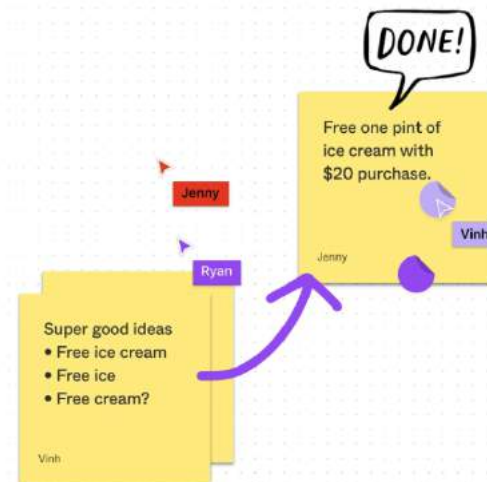 DONE!
Free one pint of
ice cream with
$20 purchase.
Jenny
Vinh
Jenny
Ryan
Super good ideas
• Free ice cream
• Free ice
• Free cream?
Vinh